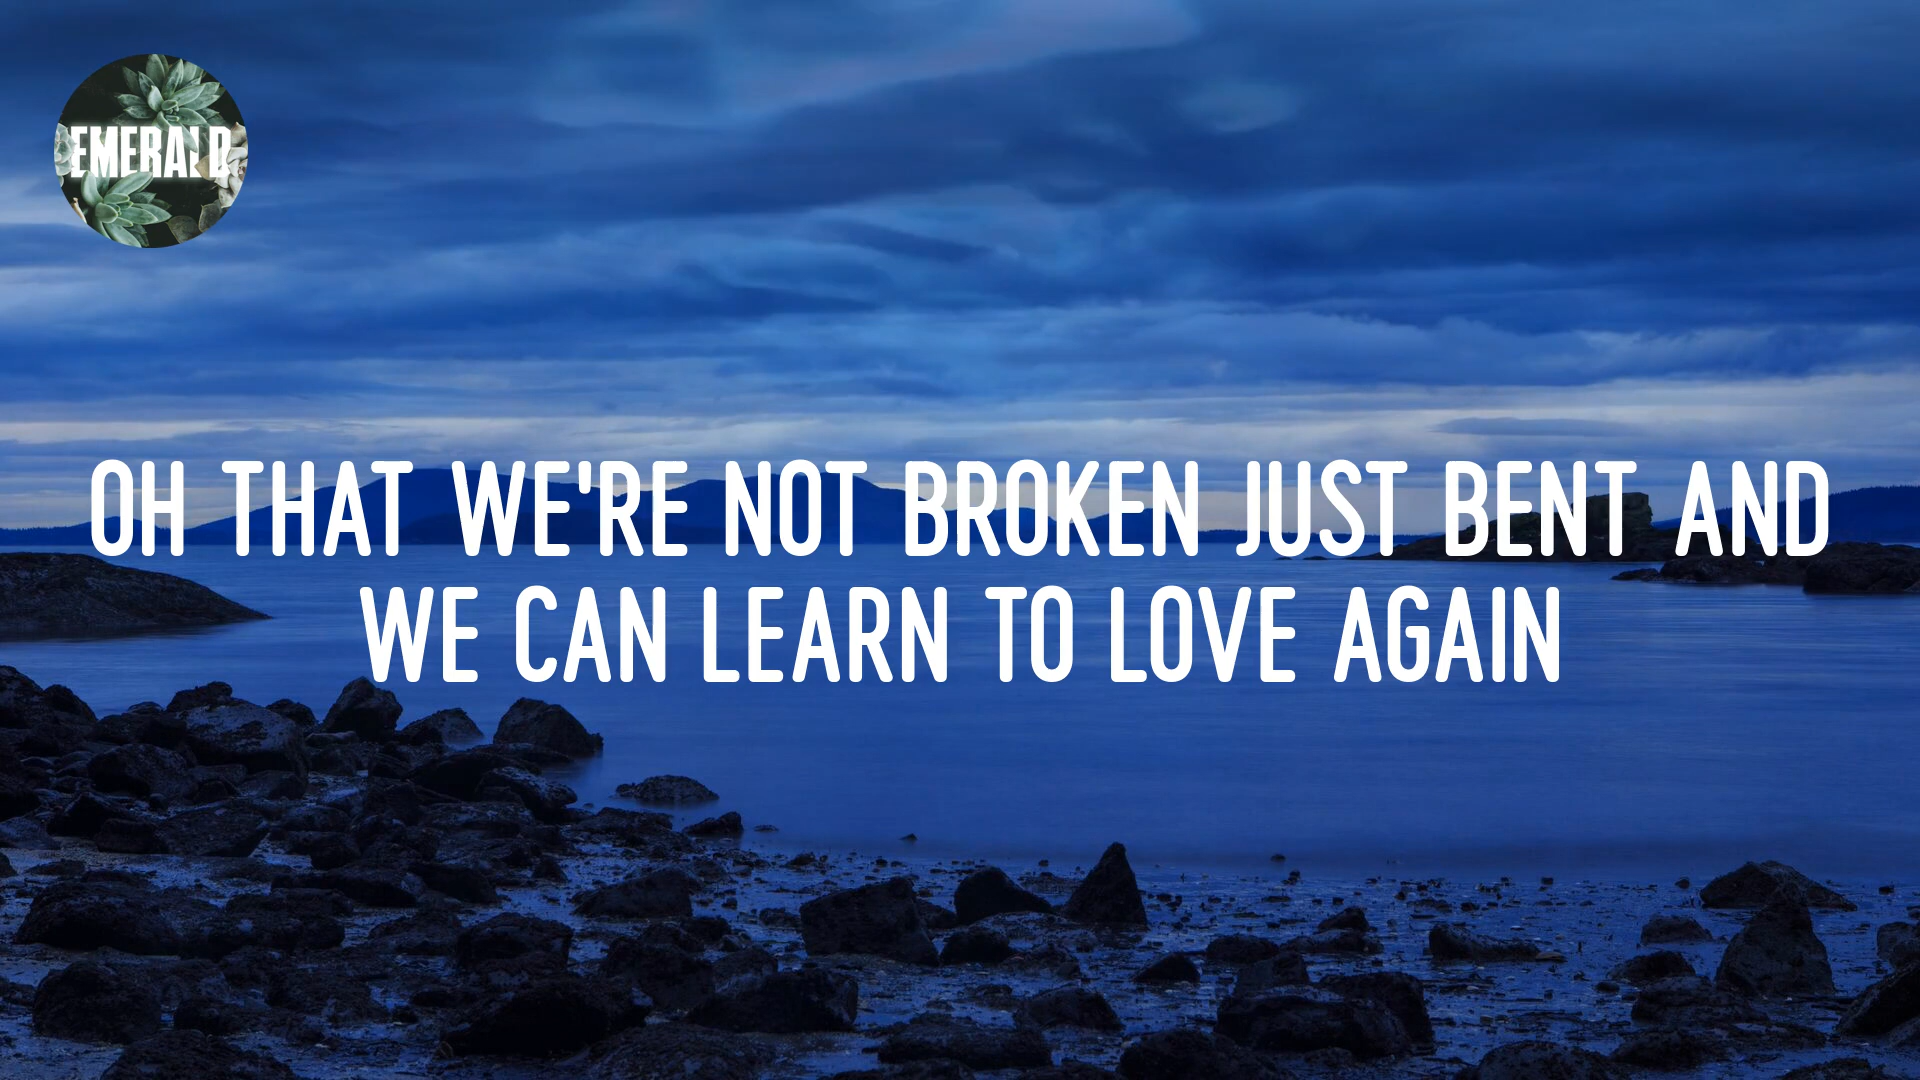 EMERALD
OH THAT WE'RE NOT BROKEN JUST BENT AND
WE CAN LEARN TO LOVE AGAIN